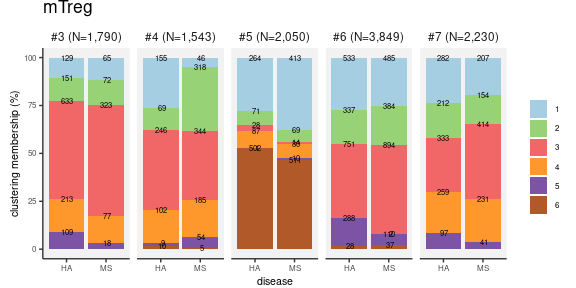 mTreg
#3 (N=1,790) #4 (N=1,543) #5 (N=2,050) #6 (N=3,849) #7 (N=2,230)
100 129 65 155 46 264 413 533 485 282 207
318
151 72 69 71 69 337 384 212 154
75 633 323 246 344 28 751 894 333 414
87
50 502
213 77 102 185 288 259 231
25 109 18 54 37 97 41
0 28 5
HA MS HA MS HA MS HA MS HA MS
clustering membership (%)
disease
1
2
3
4
5
6